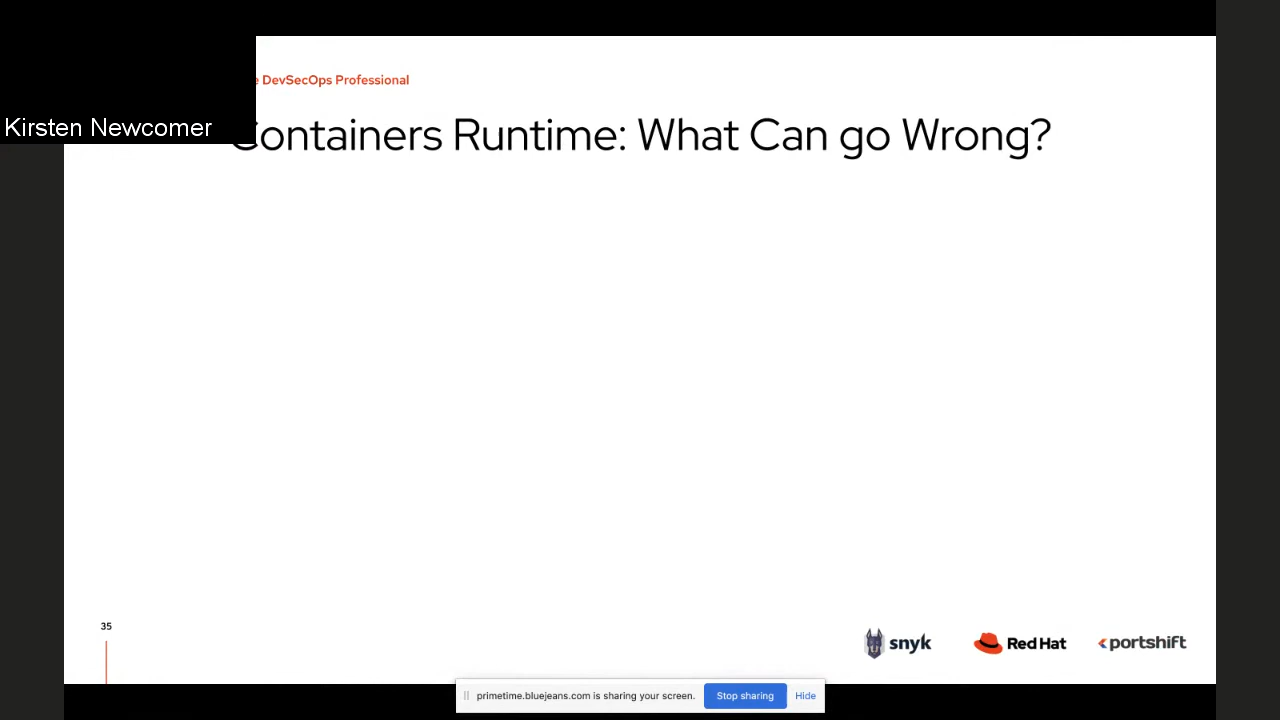 e DevSecOps Professional
Kirsten Newcomer
Containers Runtime: What Can go Wrong?
35
snyk
Red Hat
portshift
primetime.bluejeans.com is sharing your screen.
Stop sharing
Hide